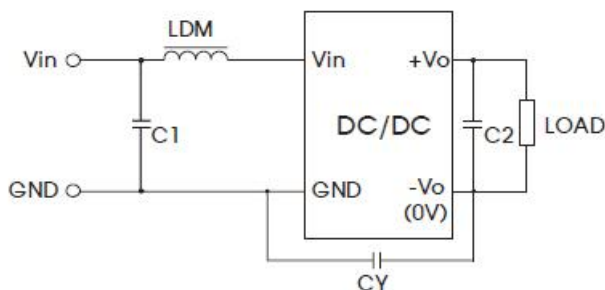 LDM
Vin
Vin
+Vo
C1
DC/DC
C2
LOAD
GND
GND
-Vo
(0V)
CY